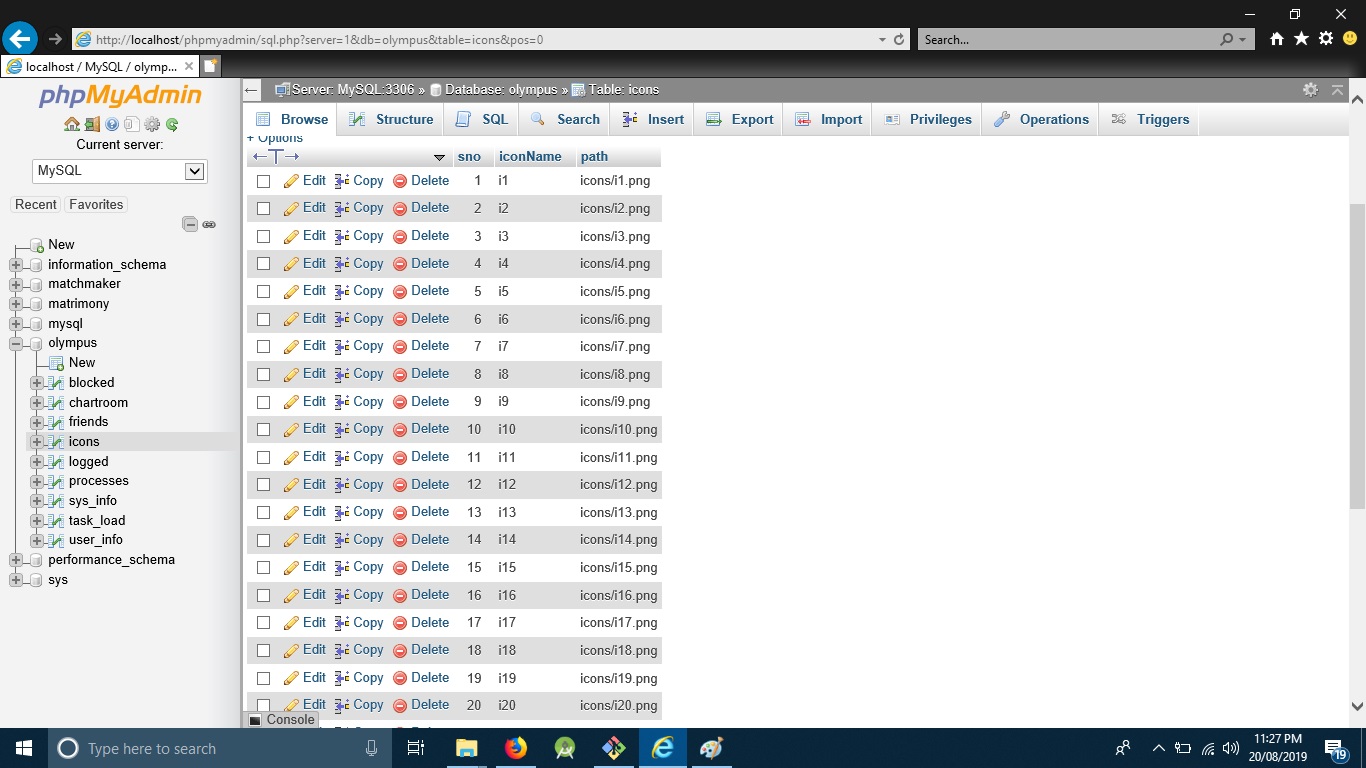 http://localhost/phpmyadmin/sql.php?server=1&db=olympus&table=icons&pos=0
Search...
localhost / MySQL / olymp...
phpMyAdmin
Current server:
MySQL
Recent Favorites
New
information_schema
matchmaker
matrimony
mysql
olympus
New
blocked
chartroom
friends
icons
logged
processes
sys_info
task_load
user_info
performance_schema
sys
Server: MySQL:3306 » Database: olympus » Table: icons
Browse Structure SQL Search Insert Export Import Privileges Operations Triggers
+ Options
sno iconName path
Edit Copy Delete 1 i1 icons/i1.png
Edit Copy Delete 2 i2 icons/i2.png
Edit Copy Delete 3 i3 icons/i3.png
Edit Copy Delete 4 i4 icons/i4.png
Edit Copy Delete 5 i5 icons/i5.png
Edit Copy Delete 6 i6 icons/i6.png
Edit Copy Delete 7 i7 icons/i7.png
Edit Copy Delete 8 i8 icons/i8.png
Edit Copy Delete 9 i9 icons/i9.png
Edit Copy Delete 10 i10 icons/i10.png
Edit Copy Delete 11 i11 icons/i11.png
Edit Copy Delete 12 i12 icons/i12.png
Edit Copy Delete 13 i13 icons/i13.png
Edit Copy Delete 14 i14 icons/i14.png
Edit Copy Delete 15 i15 icons/i15.png
Edit Copy Delete 16 i16 icons/i16.png
Edit Copy Delete 17 i17 icons/i17.png
Edit Copy Delete 18 i18 icons/i18.png
Edit Copy Delete 19 i19 icons/i19.png
Edit Copy Delete 20 i20 icons/i20.png
Console
Type here to search
11:27 PM
20/08/2019
19